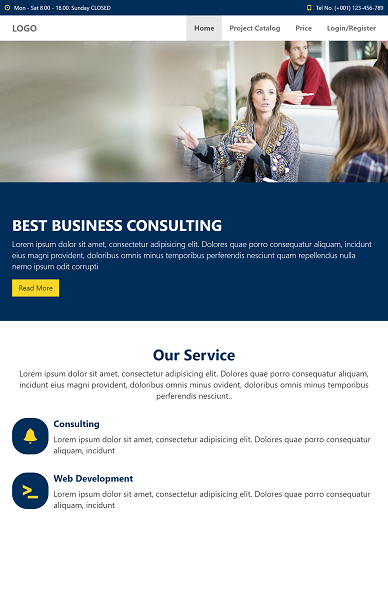 Mon - Sat 8.00 - 18.00. Sunday CLOSED
Tel No. (+001) 123-456-789
LOGO
Home
Project Catalog
Price
Login/Register
BEST BUSINESS CONSULTING
Lorem ipsum dolor sit amet, consectetur adipisicing elit. Dolores quae porro consequatur aliquam, incidunt
eius magni provident, doloribus omnis minus temporibus perferendis nesciunt quam repellendus nulla
nemo ipsum odit corrupti
Read More
Our Service
Lorem ipsum dolor sit amet, consectetur adipisicing elit. Dolores quae porro consequatur aliquam,
incidunt eius magni provident, doloribus omnis minus ovident, doloribus omnis minus temporibus
perferendis nesciunt..
Consulting
Lorem ipsum dolor sit amet, consectetur adipisicing elit. Dolores quae porro consequatur
aliquam, incidunt
Web Development
Lorem ipsum dolor sit amet, consectetur adipisicing elit. Dolores quae porro consequatur
aliquam, incidunt